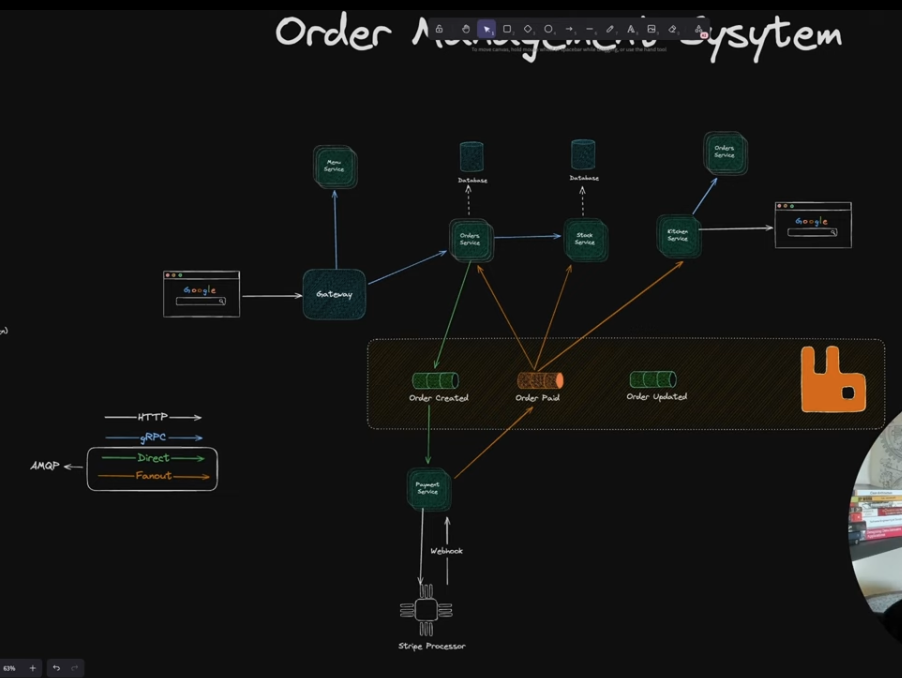 Order Management Sysytem
To move canvas, hold mouse wheel or spacebar while dragging, or use the hand tool
Menu
Service
Database
Database
Orders
Service
Orders
Service
Stock
Service
Kitchen
Service
Google
Google
Gateway
Order Created
Order Paid
Order Updated
HTTP
gRPC
Direct
Fanout
AMQP
Payment
Service
Webhook
Stripe Processor
63%